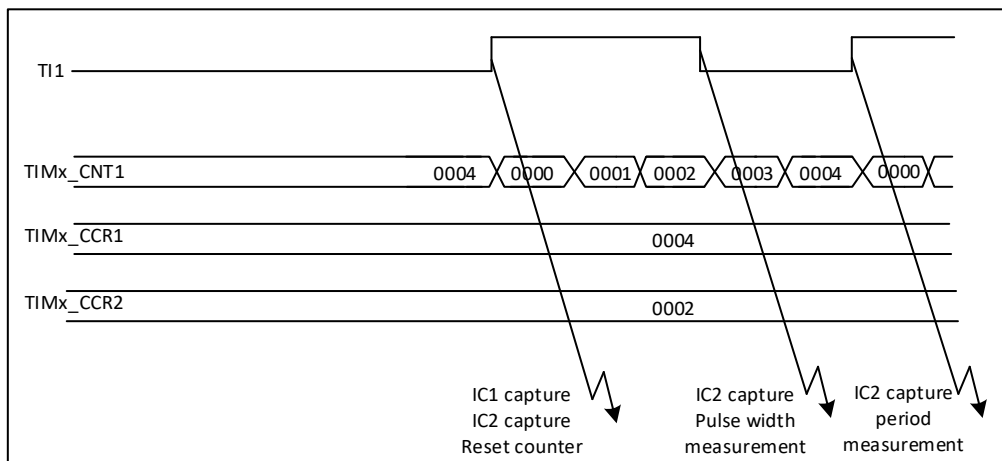 TI1
TIMx_CNT1
0004 0000 0001 0002 0003 0004 0000
TIMx_CCR1
0004
TIMx_CCR2
0002
IC1 capture
IC2 capture
Reset counter
IC2 capture
Pulse width
measurement
IC2 capture
period
measurement